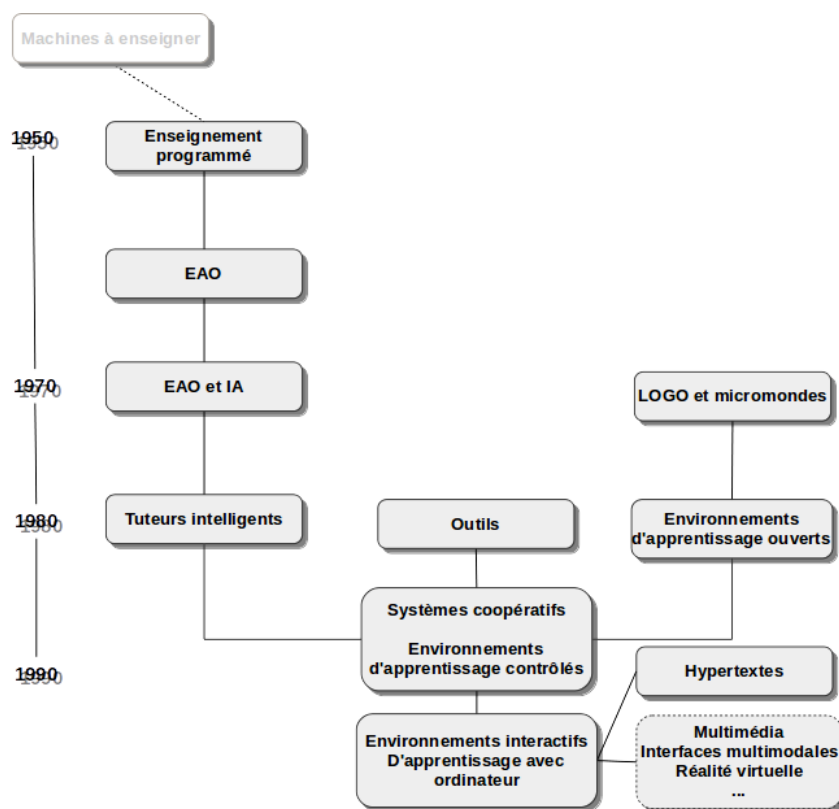 Machines à enseigner
1950
Enseignement
programmé
EAO
1970
EAO et IA
LOGO et micromondes
1980
Tuteurs intelligents
Outils
Environnements
d'apprentissage ouverts
Systèmes coopératifs
Environnements
d'apprentissage contrôlés
1990
Hypertextes
Environnements interactifs
D'apprentissage avec
ordinateur
Multimédia
Interfaces multimodales
Réalité virtuelle
...